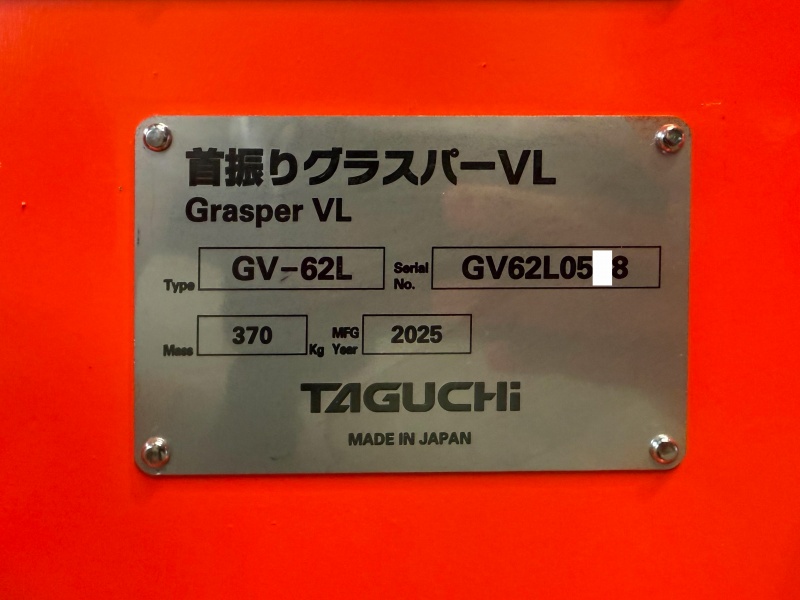 首振りグラスパーVL
Grasper VL
Type GV-62L Serial No. GV62L05 8
Mass 370 Kg MFG Year 2025
TAGUCHi
MADE IN JAPAN